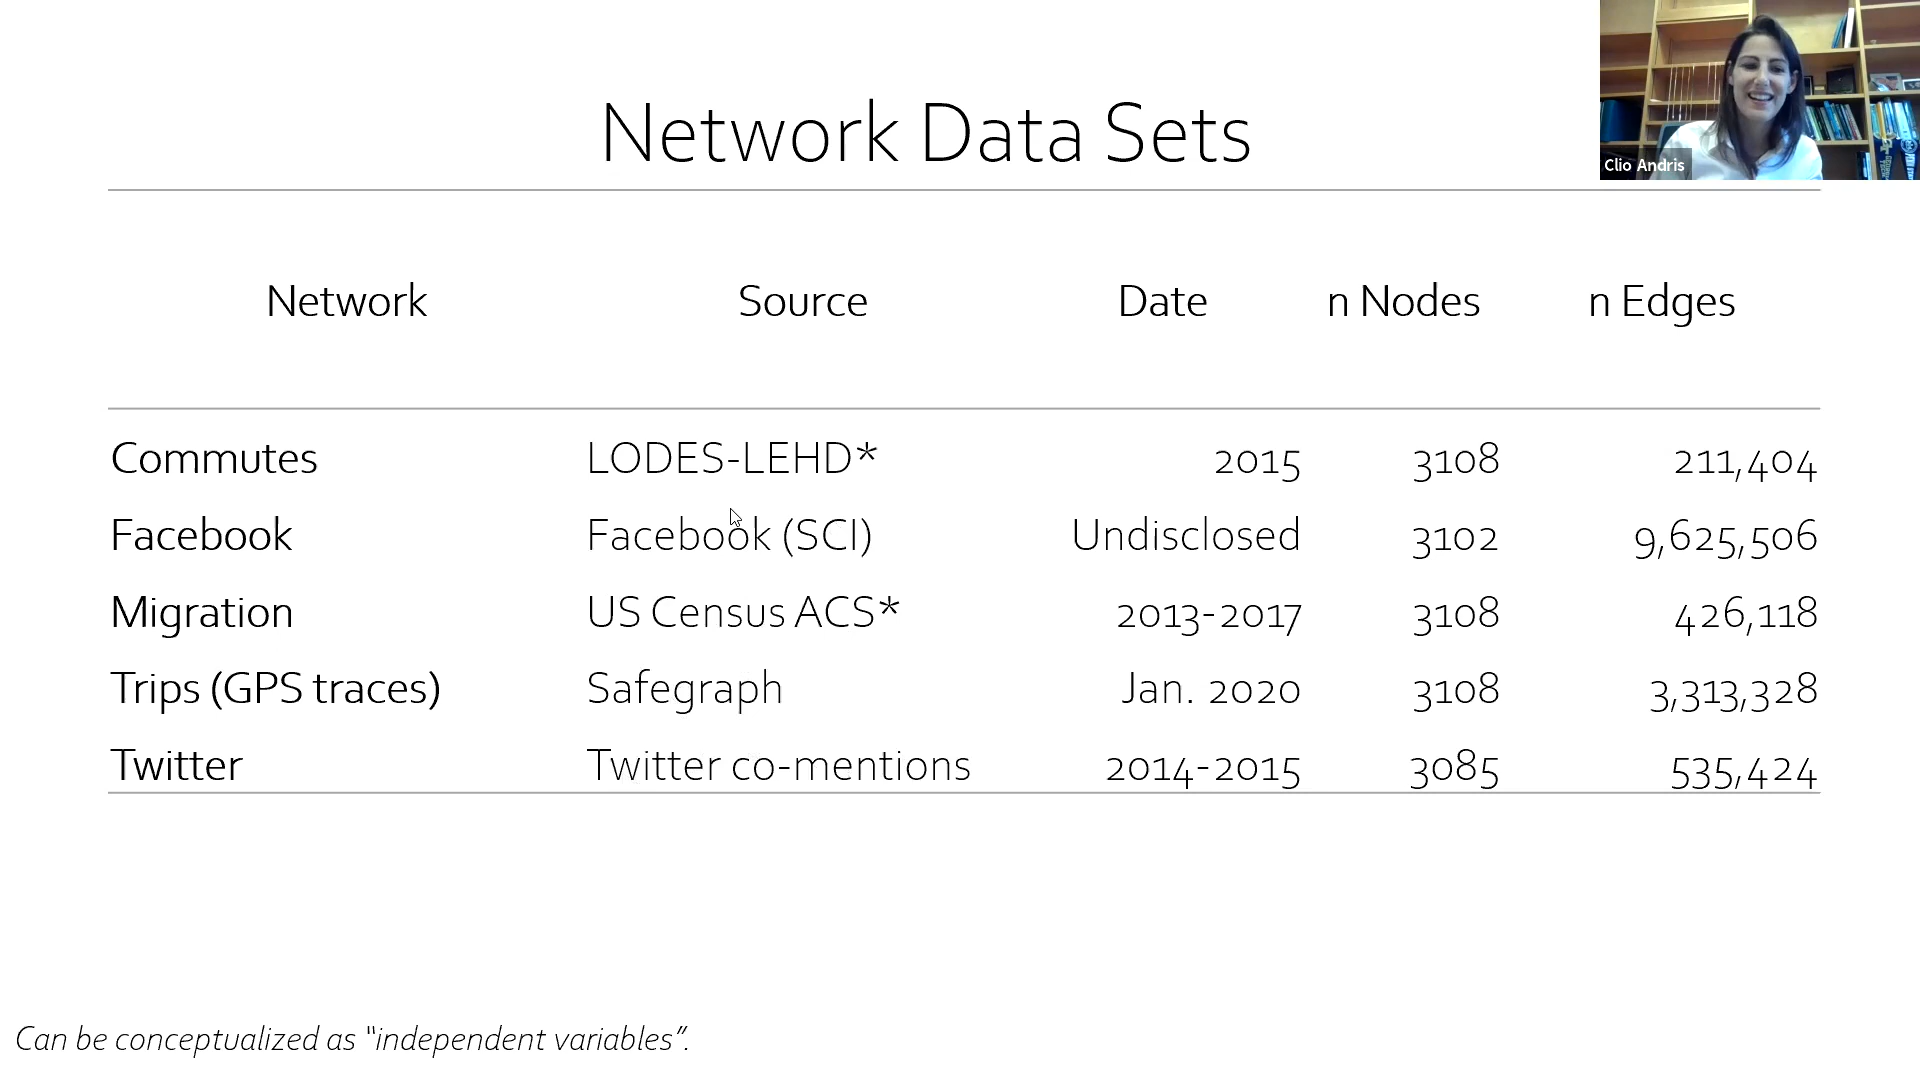 Network Data Sets
Clio Andris
Network Source Date n Nodes n Edges
Commutes LODES-LEHD* 2015 3108 211,404
Facebook Facebook (SCI) Undisclosed 3102 9,625,506
Migration US Census ACS* 2013-2017 3108 426,118
Trips (GPS traces) Safegraph Jan. 2020 3108 3,313,328
Twitter Twitter co-mentions 2014-2015 3085 535,424
Can be conceptualized as “independent variables”.